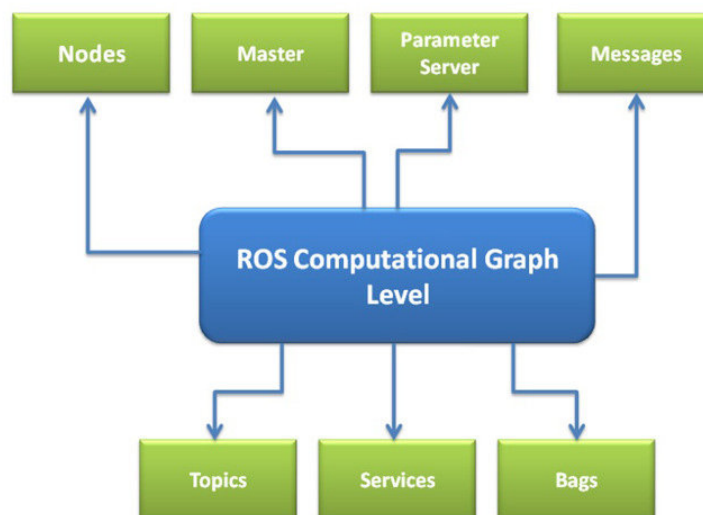 Nodes
Master
Parameter
Server
Messages
ROS Computational Graph
Level
Topics
Services
Bags